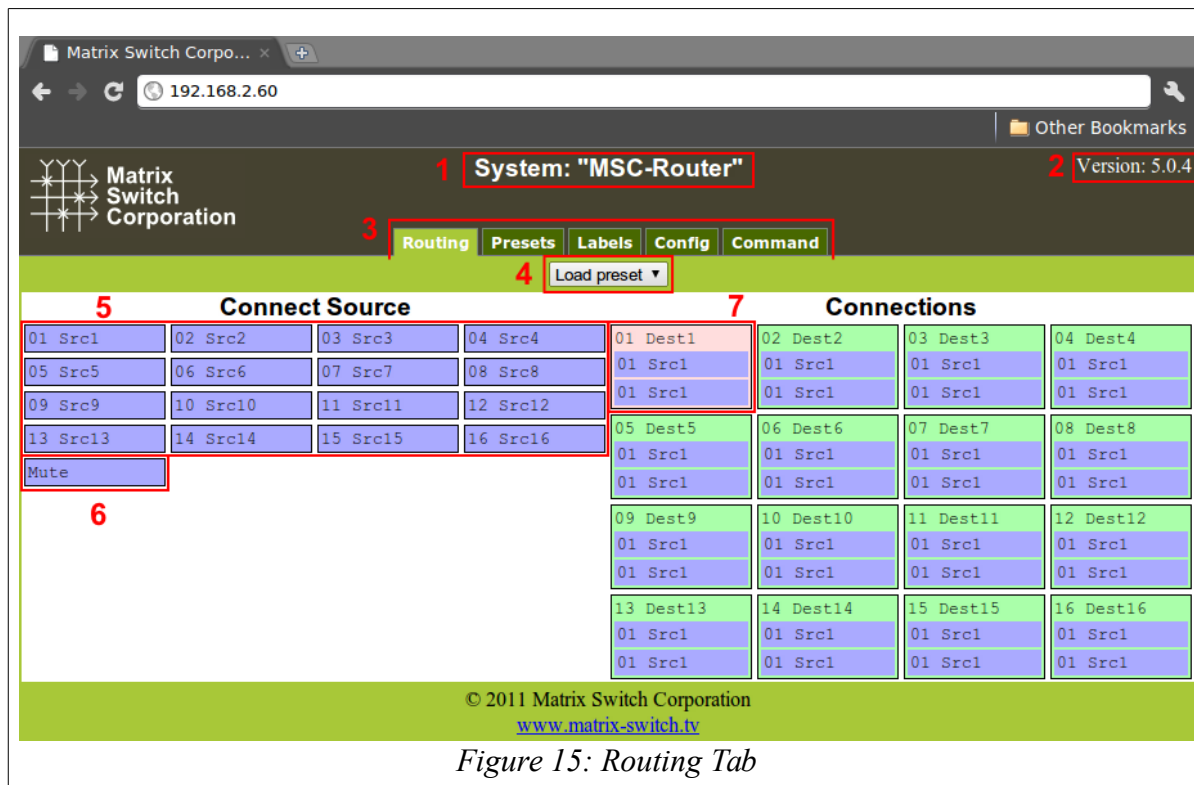 Matrix Switch Corpo...
192.168.2.60
Other Bookmarks
Matrix
Switch
Corporation
1 System: "MSC-Router"
2 Version: 5.0.4
3 Routing Presets Labels Config Command
4 Load preset
5 Connect Source
7 Connections
01 Src1 02 Src2 03 Src3 04 Src4
05 Src5 06 Src6 07 Src7 08 Src8
09 Src9 10 Src10 11 Src11 12 Src12
13 Src13 14 Src14 15 Src15 16 Src16
Mute
6
01 Dest1 02 Dest2 03 Dest3 04 Dest4
01 Src1 01 Src1 01 Src1 01 Src1
01 Src1 01 Src1 01 Src1 01 Src1
05 Dest5 06 Dest6 07 Dest7 08 Dest8
01 Src1 01 Src1 01 Src1 01 Src1
01 Src1 01 Src1 01 Src1 01 Src1
09 Dest9 10 Dest10 11 Dest11 12 Dest12
01 Src1 01 Src1 01 Src1 01 Src1
01 Src1 01 Src1 01 Src1 01 Src1
13 Dest13 14 Dest14 15 Dest15 16 Dest16
01 Src1 01 Src1 01 Src1 01 Src1
01 Src1 01 Src1 01 Src1 01 Src1
© 2011 Matrix Switch Corporation
www.matrix-switch.tv
Figure 15: Routing Tab